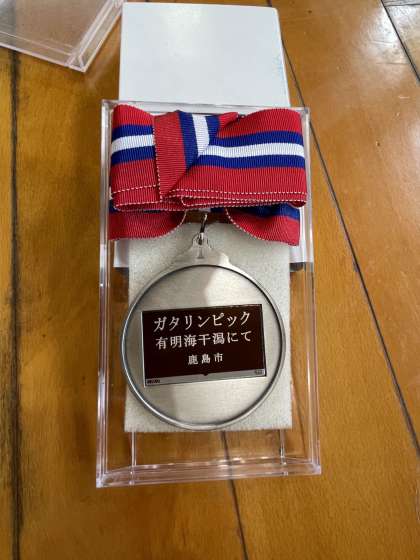 ガタリンピック
有明海干潟にて
鹿島市